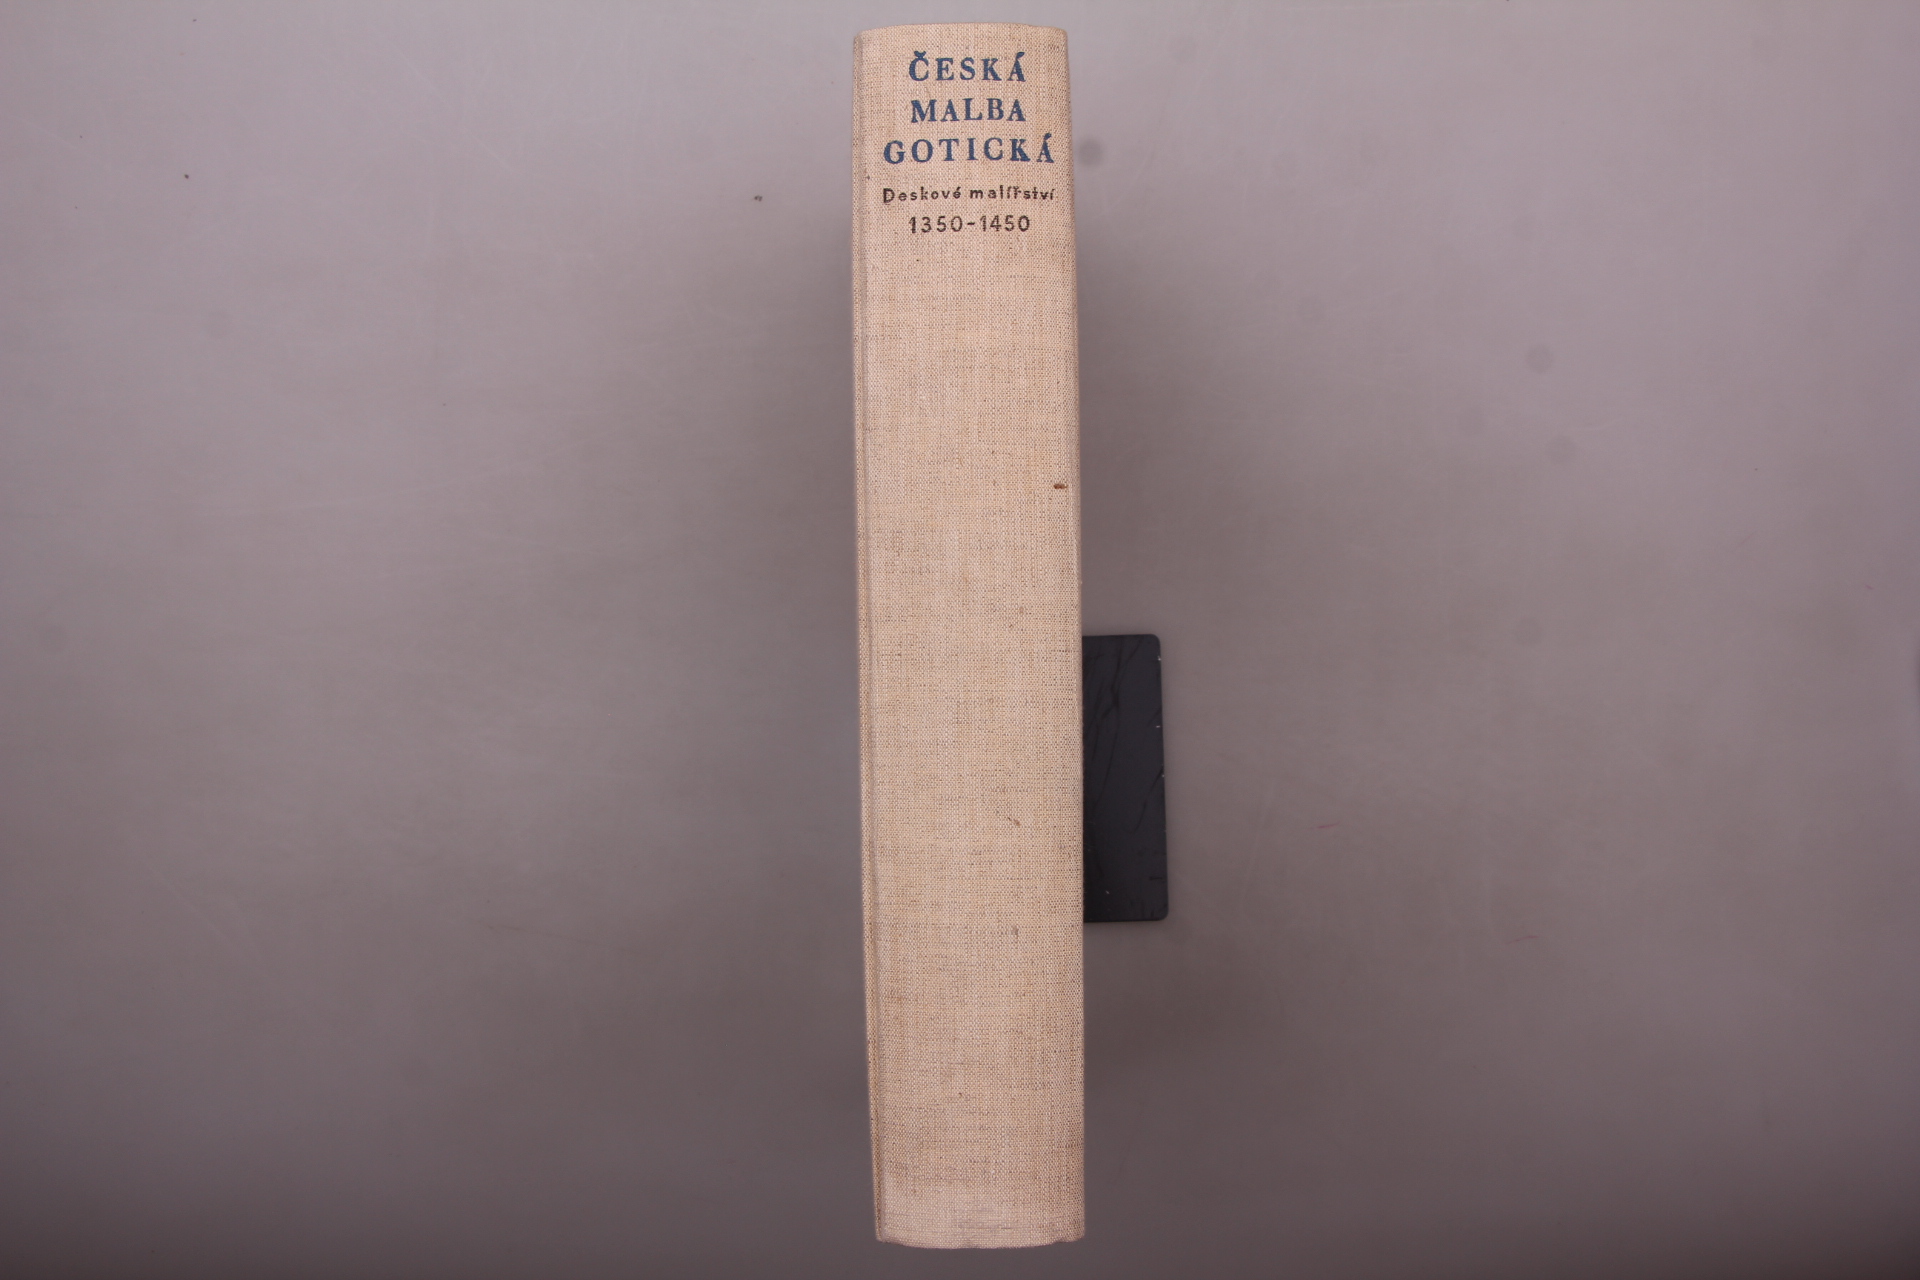 ČESKÁ
MALBA
GOTICKÁ
Deskové malířství
1350-1450